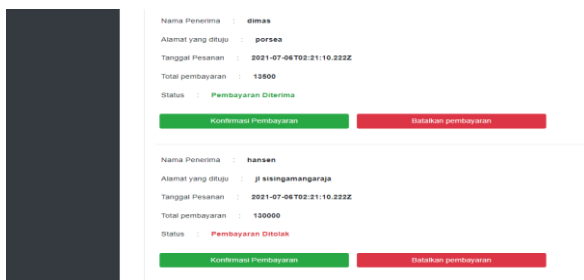 Nama Penerima : dimas
Alamat yang dituju : porsea
Tanggal Pesanan : 2021-07-06T02:21:10.222Z
Total pembayaran : 13500
Status : Pembayaran Diterima
Konfirmasi Pembayaran Batalkan pembayaran
Nama Penerima : hansen
Alamat yang dituju : jl sisingamangaraja
Tanggal Pesanan : 2021-07-06T02:21:10.222Z
Total pembayaran : 130000
Status : Pembayaran Ditolak
Konfirmasi Pembayaran Batalkan pembayaran